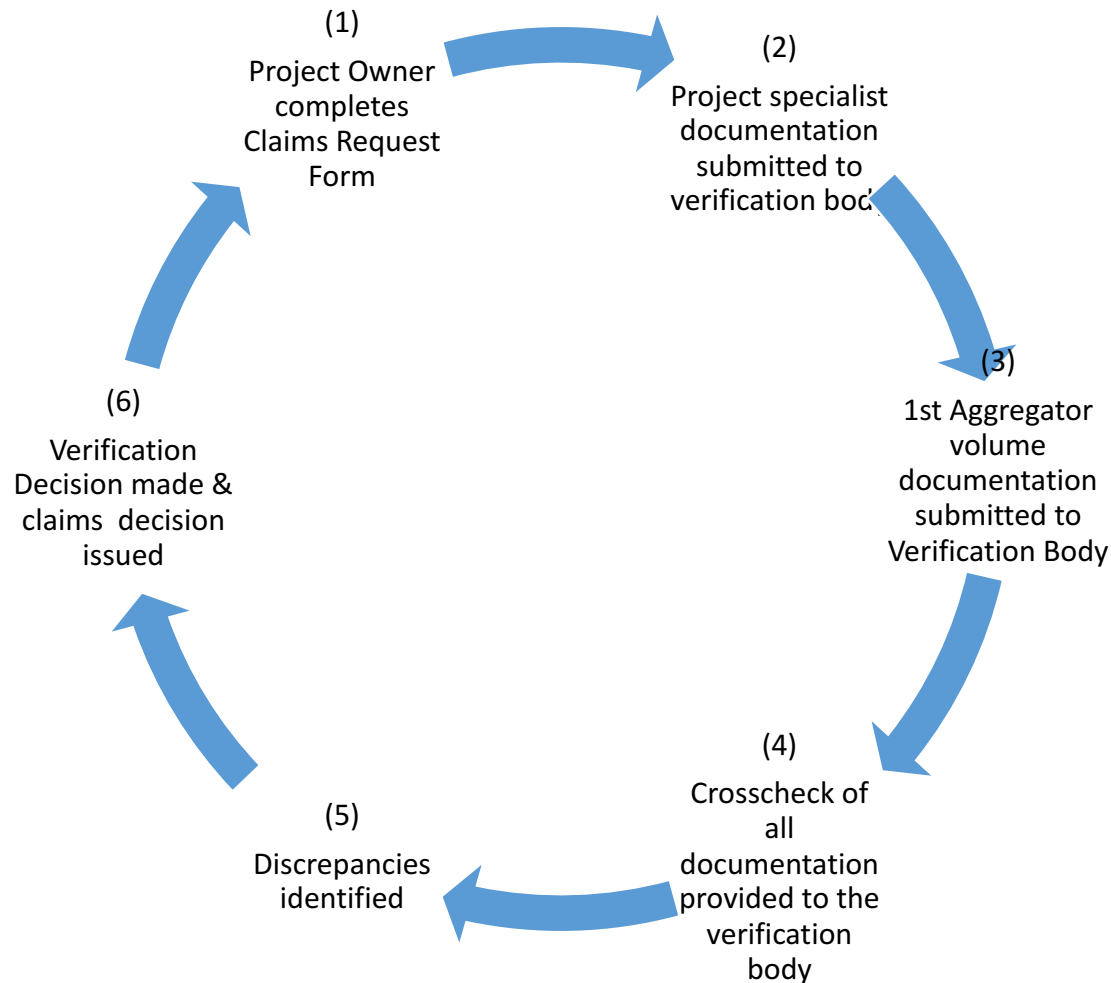 (1)
Project Owner
completes
Claims Request
Form
(2)
Project specialist
documentation
submitted to
verification body
(3)
1st Aggregator
volume
documentation
submitted to
Verification Body
(4)
Crosscheck of
all
documentation
provided to the
verification
body
(5)
Discrepancies
identified
(6)
Verification
Decision made &
claims  decision
issued